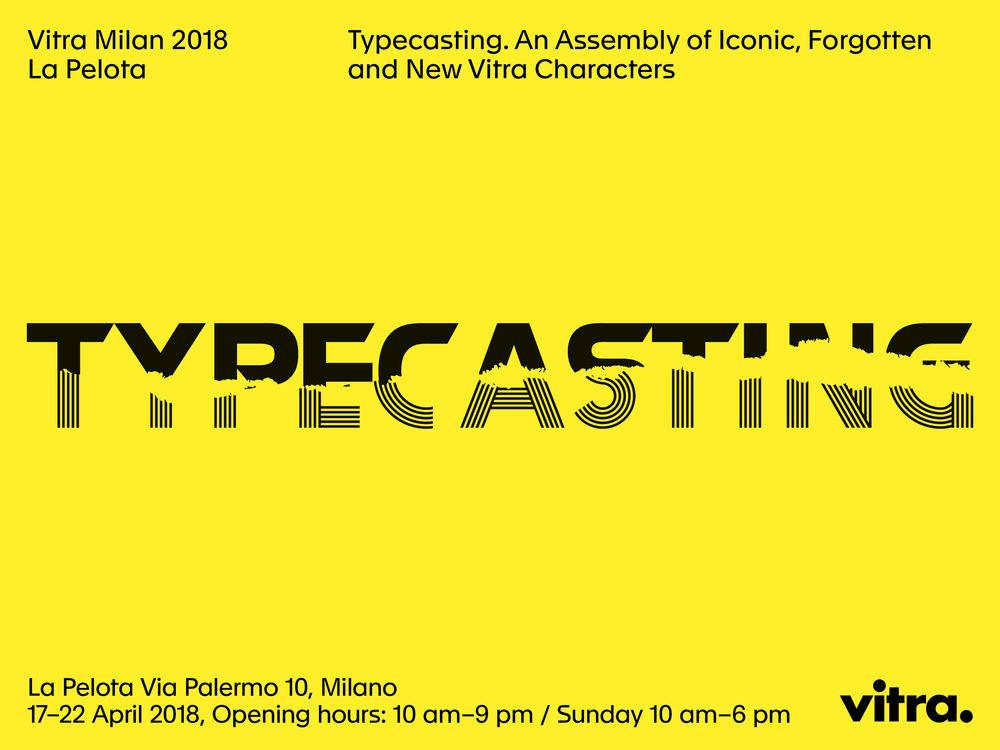 Vitra Milan 2018
La Pelota
Typecasting. An Assembly of Iconic, Forgotten
and New Vitra Characters
TYPECASTING
La Pelota Via Palermo 10, Milano
17–22 April 2018, Opening hours: 10 am–9 pm / Sunday 10 am–6 pm
vitra.